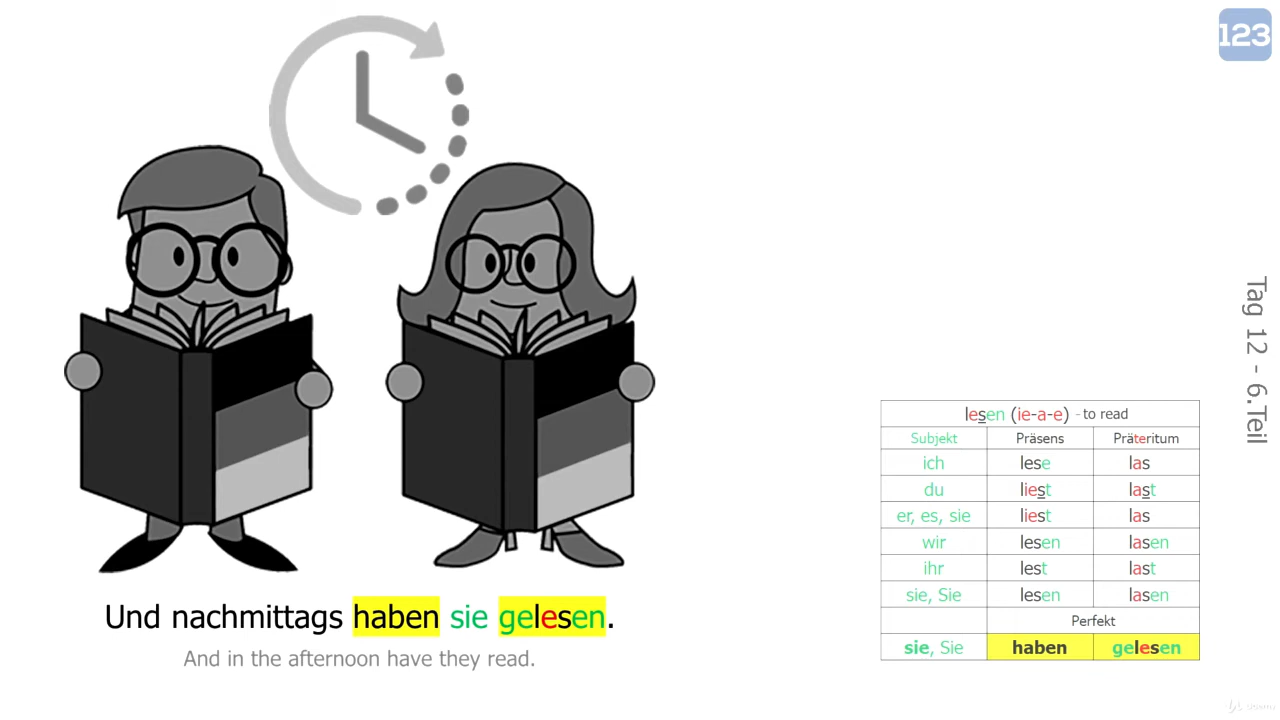 123
Tag 12 - 6.Teil
lesen (ie-a-e) - to read
Subjekt Präsens Präteritum
ich lese las
du liest last
er, es, sie liest las
wir lesen lasen
ihr lest last
sie, Sie lesen lasen
Perfekt
sie, Sie haben gelesen
Und nachmittags haben sie gelesen.
And in the afternoon have they read.